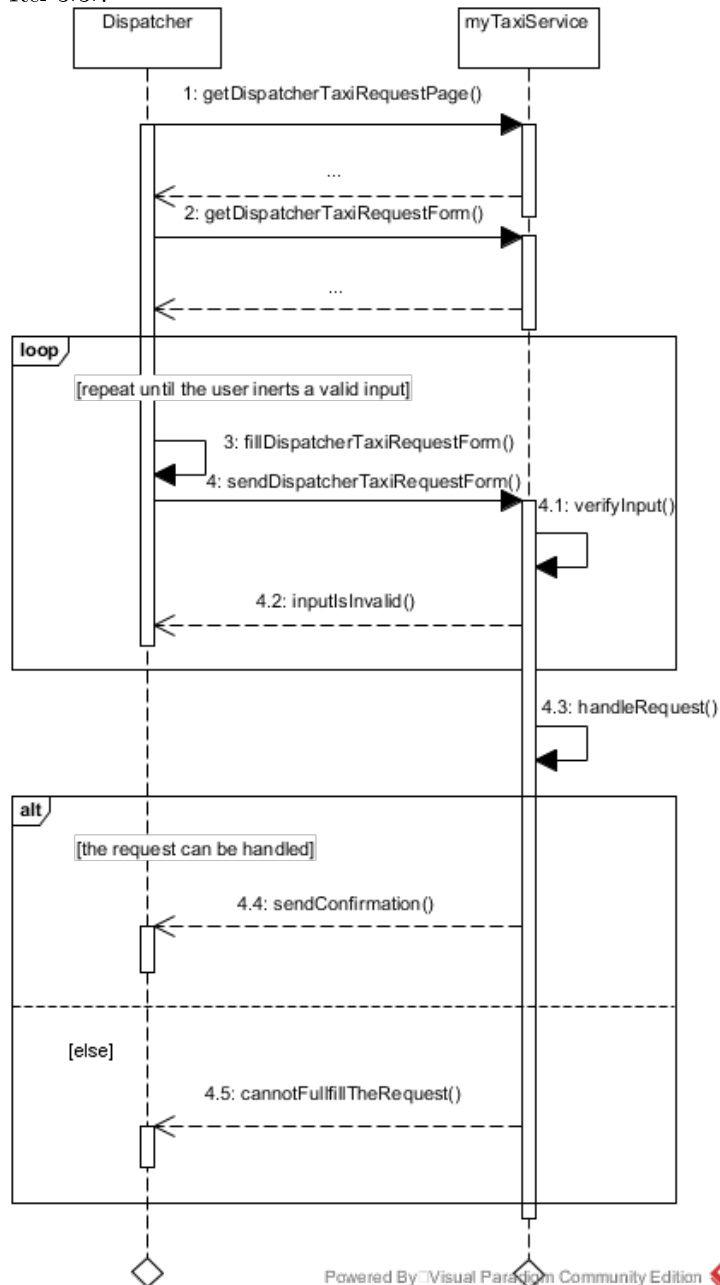 Dispatcher
myTaxiService
1: getDispatcherTaxiRequestPage()
...
2: getDispatcherTaxiRequestForm()
...
loop
[repeat until the user inerts a valid input]
3: fillDispatcherTaxiRequestForm()
4: sendDispatcherTaxiRequestForm()
4.1: verifyInput()
4.2: inputIsInvalid()
4.3: handleRequest()
alt
[the request can be handled]
4.4: sendConfirmation()
[else]
4.5: cannotFullfillTheRequest()
Powered By Visual Paradigm Community Edition